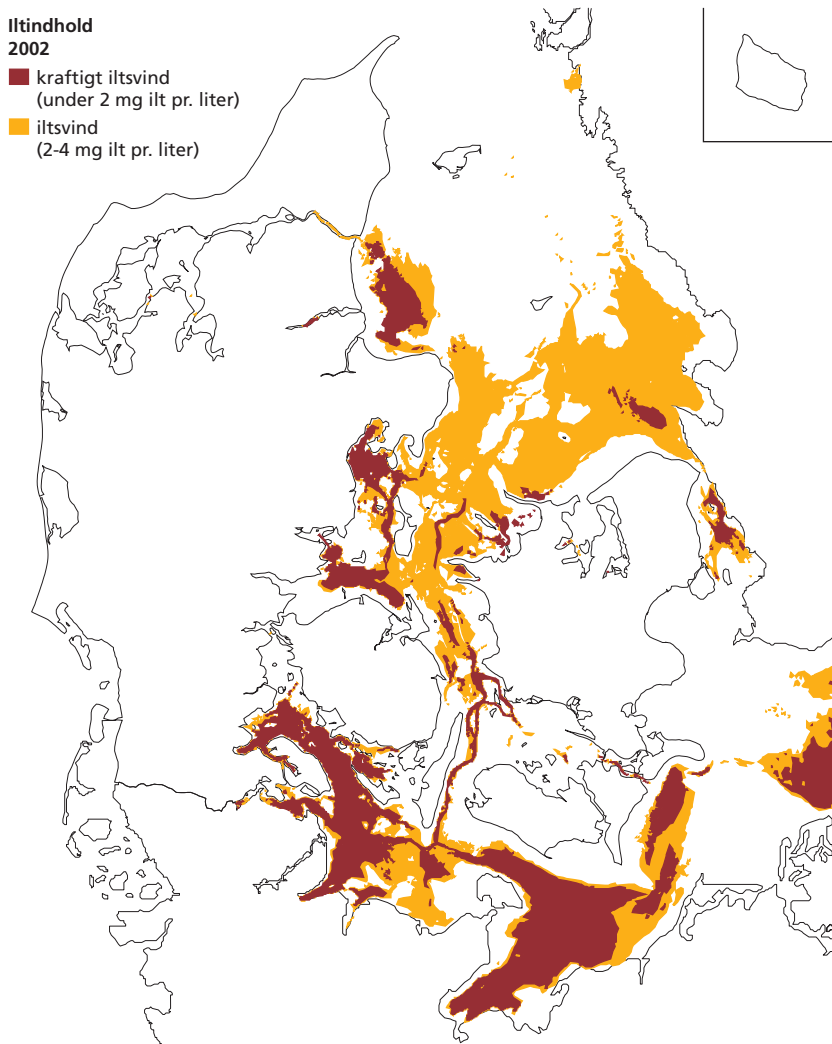 Iltindhold
2002
kraftigt iltsvind
(under 2 mg ilt pr. liter)
iltsvind
(2-4 mg ilt pr. liter)